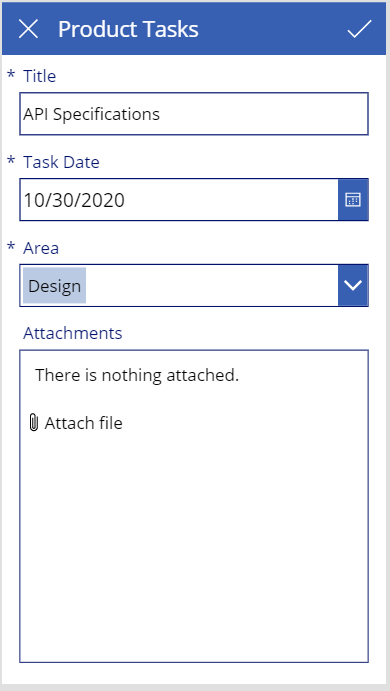 Product Tasks
* Title
API Specifications
* Task Date
10/30/2020
* Area
Design
Attachments
There is nothing attached.
Attach file